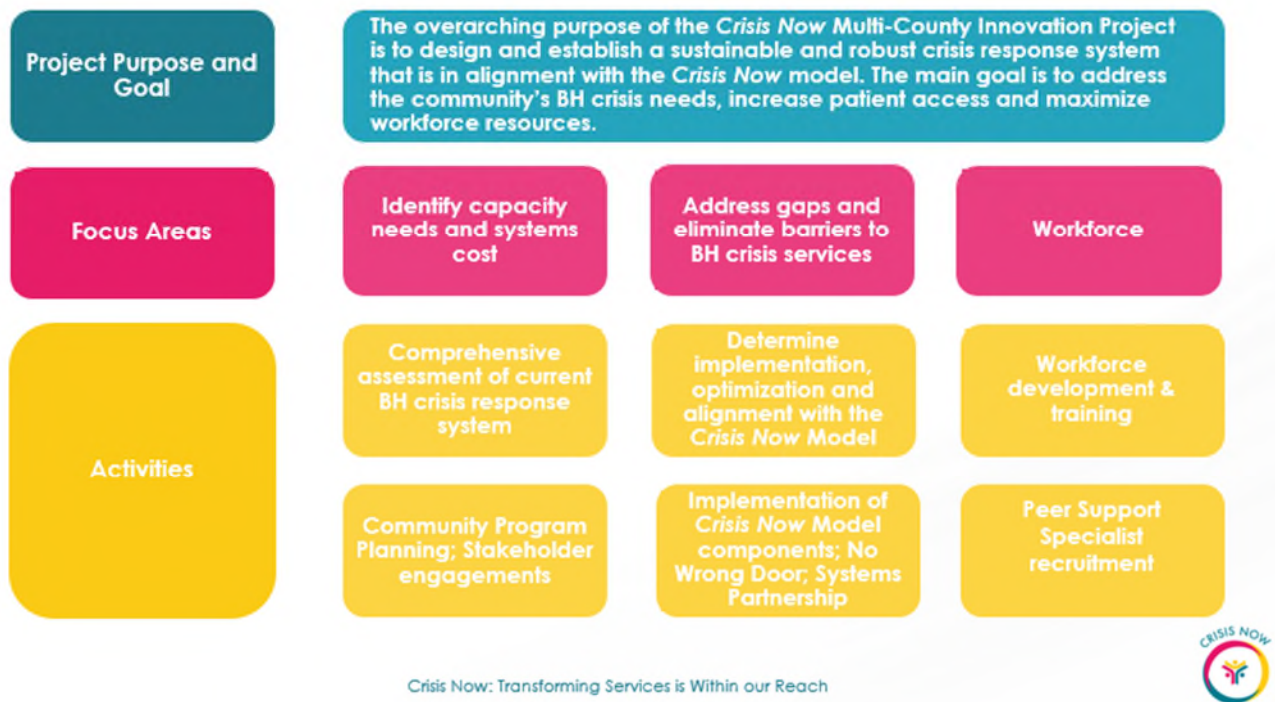 Project Purpose and
Goal
The overarching purpose of the Crisis Now Multi-County Innovation Project
is to design and establish a sustainable and robust crisis response system
that is in alignment with the Crisis Now model. The main goal is to address
the community's BH crisis needs, increase patient access and maximize
workforce resources.
Focus Areas
Identify capacity
needs and systems
cost
Address gaps and
eliminate barriers to
BH crisis services
Workforce
Activities
Comprehensive
assessment of current
BH crisis response
system
Determine
implementation,
optimization and
alignment with the
Crisis Now Model
Workforce
development &
training
Community Program
Planning; Stakeholder
engagements
Implementation of
Crisis Now Model
components; No
Wrong Door; Systems
Partnership
Peer Support
Specialist
recruitment
Crisis Now: Transforming Services is Within our Reach
CRISIS NOW